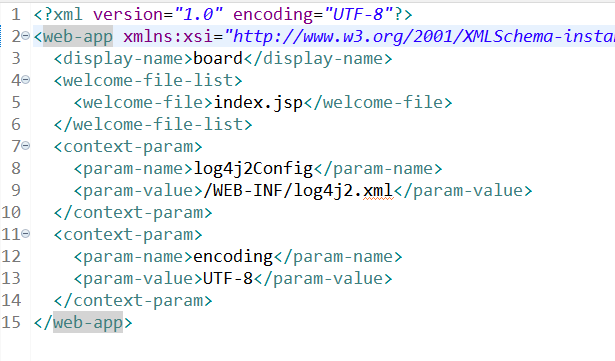 1 <?xml version="1.0" encoding="UTF-8"?>
2 <web-app xmlns:xsi="http://www.w3.org/2001/XMLSchema-insta
3   <display-name>board</display-name>
4   <welcome-file-list>
5     <welcome-file>index.jsp</welcome-file>
6   </welcome-file-list>
7   <context-param>
8     <param-name>log4j2Config</param-name>
9     <param-value>/WEB-INF/log4j2.xml</param-value>
10   </context-param>
11   <context-param>
12     <param-name>encoding</param-name>
13     <param-value>UTF-8</param-value>
14   </context-param>
15 </web-app>